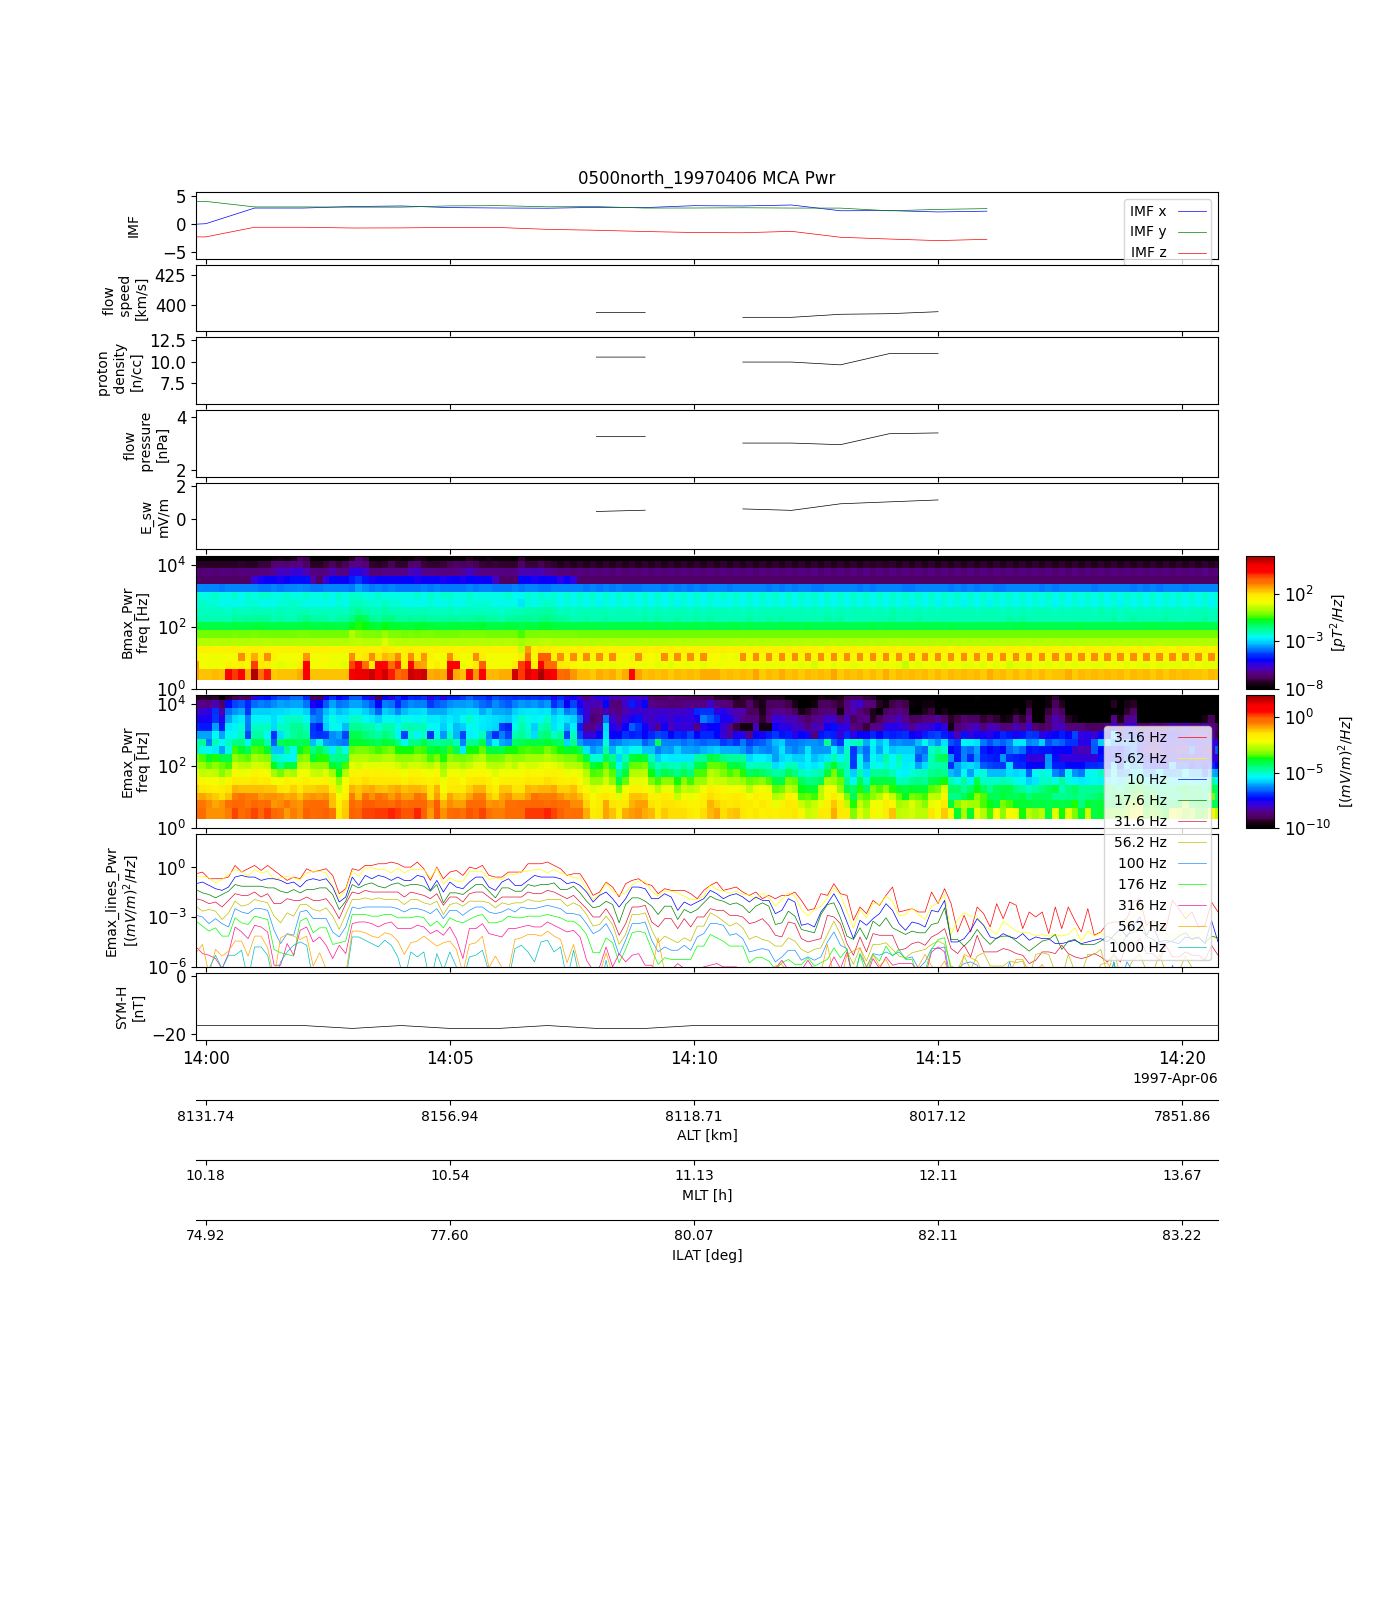 0500north_19970406 MCA Pwr
5
0
−5
IMF
IMF x
IMF y
IMF z
425
400
flow
speed
[km/s]
12.5
10.0
7.5
proton
density
[n/cc]
4
2
flow
pressure
[nPa]
2
0
E_sw
mV/m
10^4
10^2
10^0
Bmax_Pwr
freq [Hz]
10^2
10^−3
10^−8
[pT^2/Hz]
10^4
10^2
10^0
Emax_Pwr
freq [Hz]
10^0
10^−5
10^−10
[(mV/m)^2/Hz]
3.16 Hz
5.62 Hz
10 Hz
17.6 Hz
31.6 Hz
56.2 Hz
100 Hz
176 Hz
316 Hz
562 Hz
1000 Hz
10^0
10^−3
10^−6
Emax_lines_Pwr
[(mV/m)^2/Hz]
0
−20
SYM-H
[nT]
14:00 14:05 14:10 14:15 14:20
1997-Apr-06
8131.74 8156.94 8118.71 8017.12 7851.86
ALT [km]
10.18 10.54 11.13 12.11 13.67
MLT [h]
74.92 77.60 80.07 82.11 83.22
ILAT [deg]